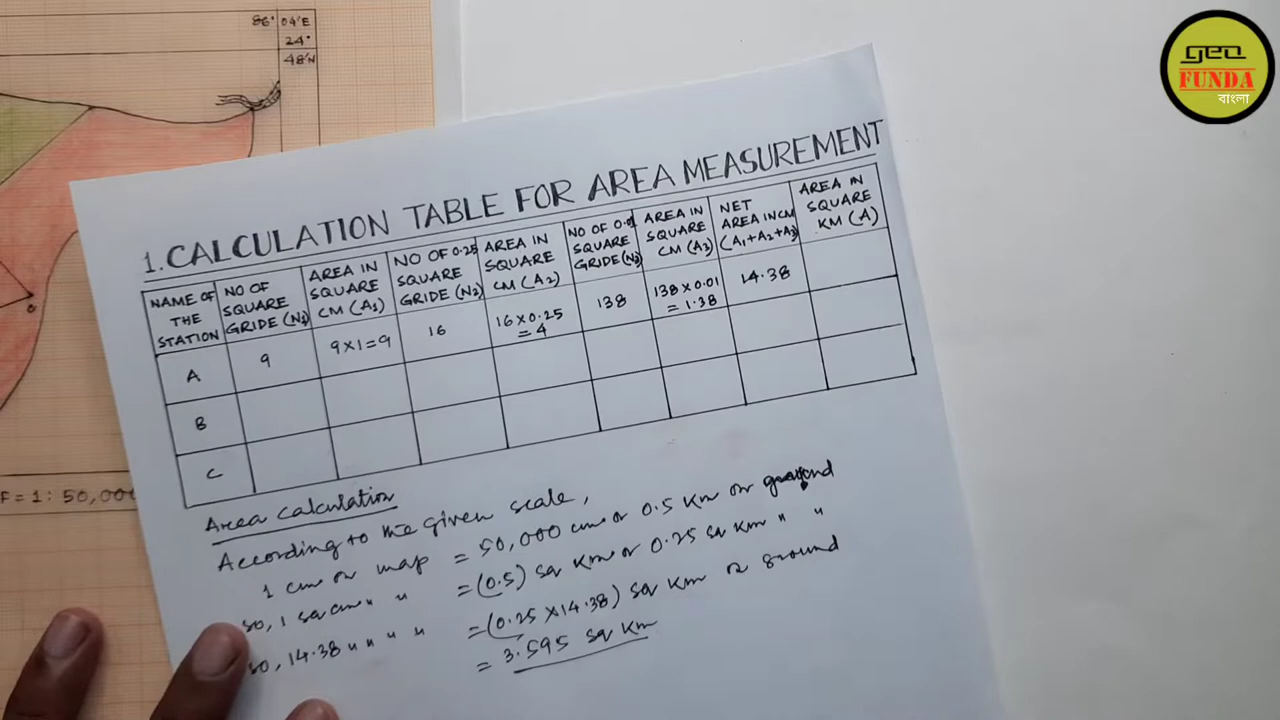 86° 04'E
24°
48'N
geo
FUNDA
বাংলা
1. CALCULATION TABLE FOR AREA MEASUREMENT
NAME OF THE STATION
NO OF SQUARE GRIDE (N1)
AREA IN SQUARE CM (A1)
NO OF 0.25 SQUARE GRIDE (N2)
AREA IN SQUARE CM (A2)
NO OF 0.01 SQUARE GRIDE (N3)
AREA IN SQUARE CM (A3)
NET AREA IN CM (A1+A2+A3)
AREA IN SQUARE KM (A)
A 9 9×1=9 16 16×0.25 =4 138 138×0.01 =1.38 14.38
B
C
F = 1:50,000
Area calculation
According to the given scale,
1 cm on map = 50,000 cm or 0.5 Km on ground
so, 1 sq cm " " = (0.5) sq Km or 0.25 sq Km " "
so, 14.38 " " " " = (0.25×14.38) sq Km on ground
= 3.595 sq Km